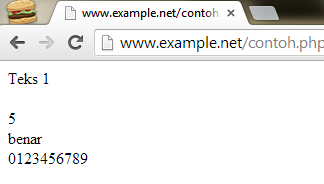 www.example.net/contoh
www.example.net/contoh.php
Teks 1
5
benar
0123456789